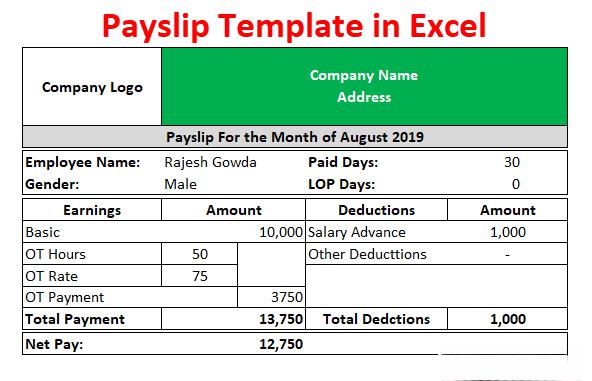 Payslip Template in Excel
Company Logo
Company Name
Address
Payslip For the Month of August 2019
Employee Name: Rajesh Gowda Paid Days: 30
Gender: Male LOP Days: 0
Earnings Amount Deductions Amount
Basic 10,000 Salary Advance 1,000
OT Hours 50 Other Deducttions -
OT Rate 75
OT Payment 3750
Total Payment 13,750 Total Dedctions 1,000
Net Pay: 12,750